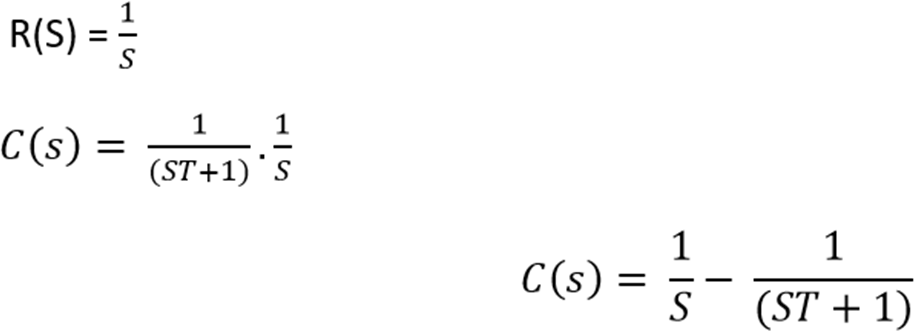 R(S) = 1/S
C(s) = 1/(ST+1) . 1/S
C(s) = 1/S − 1/(ST + 1)